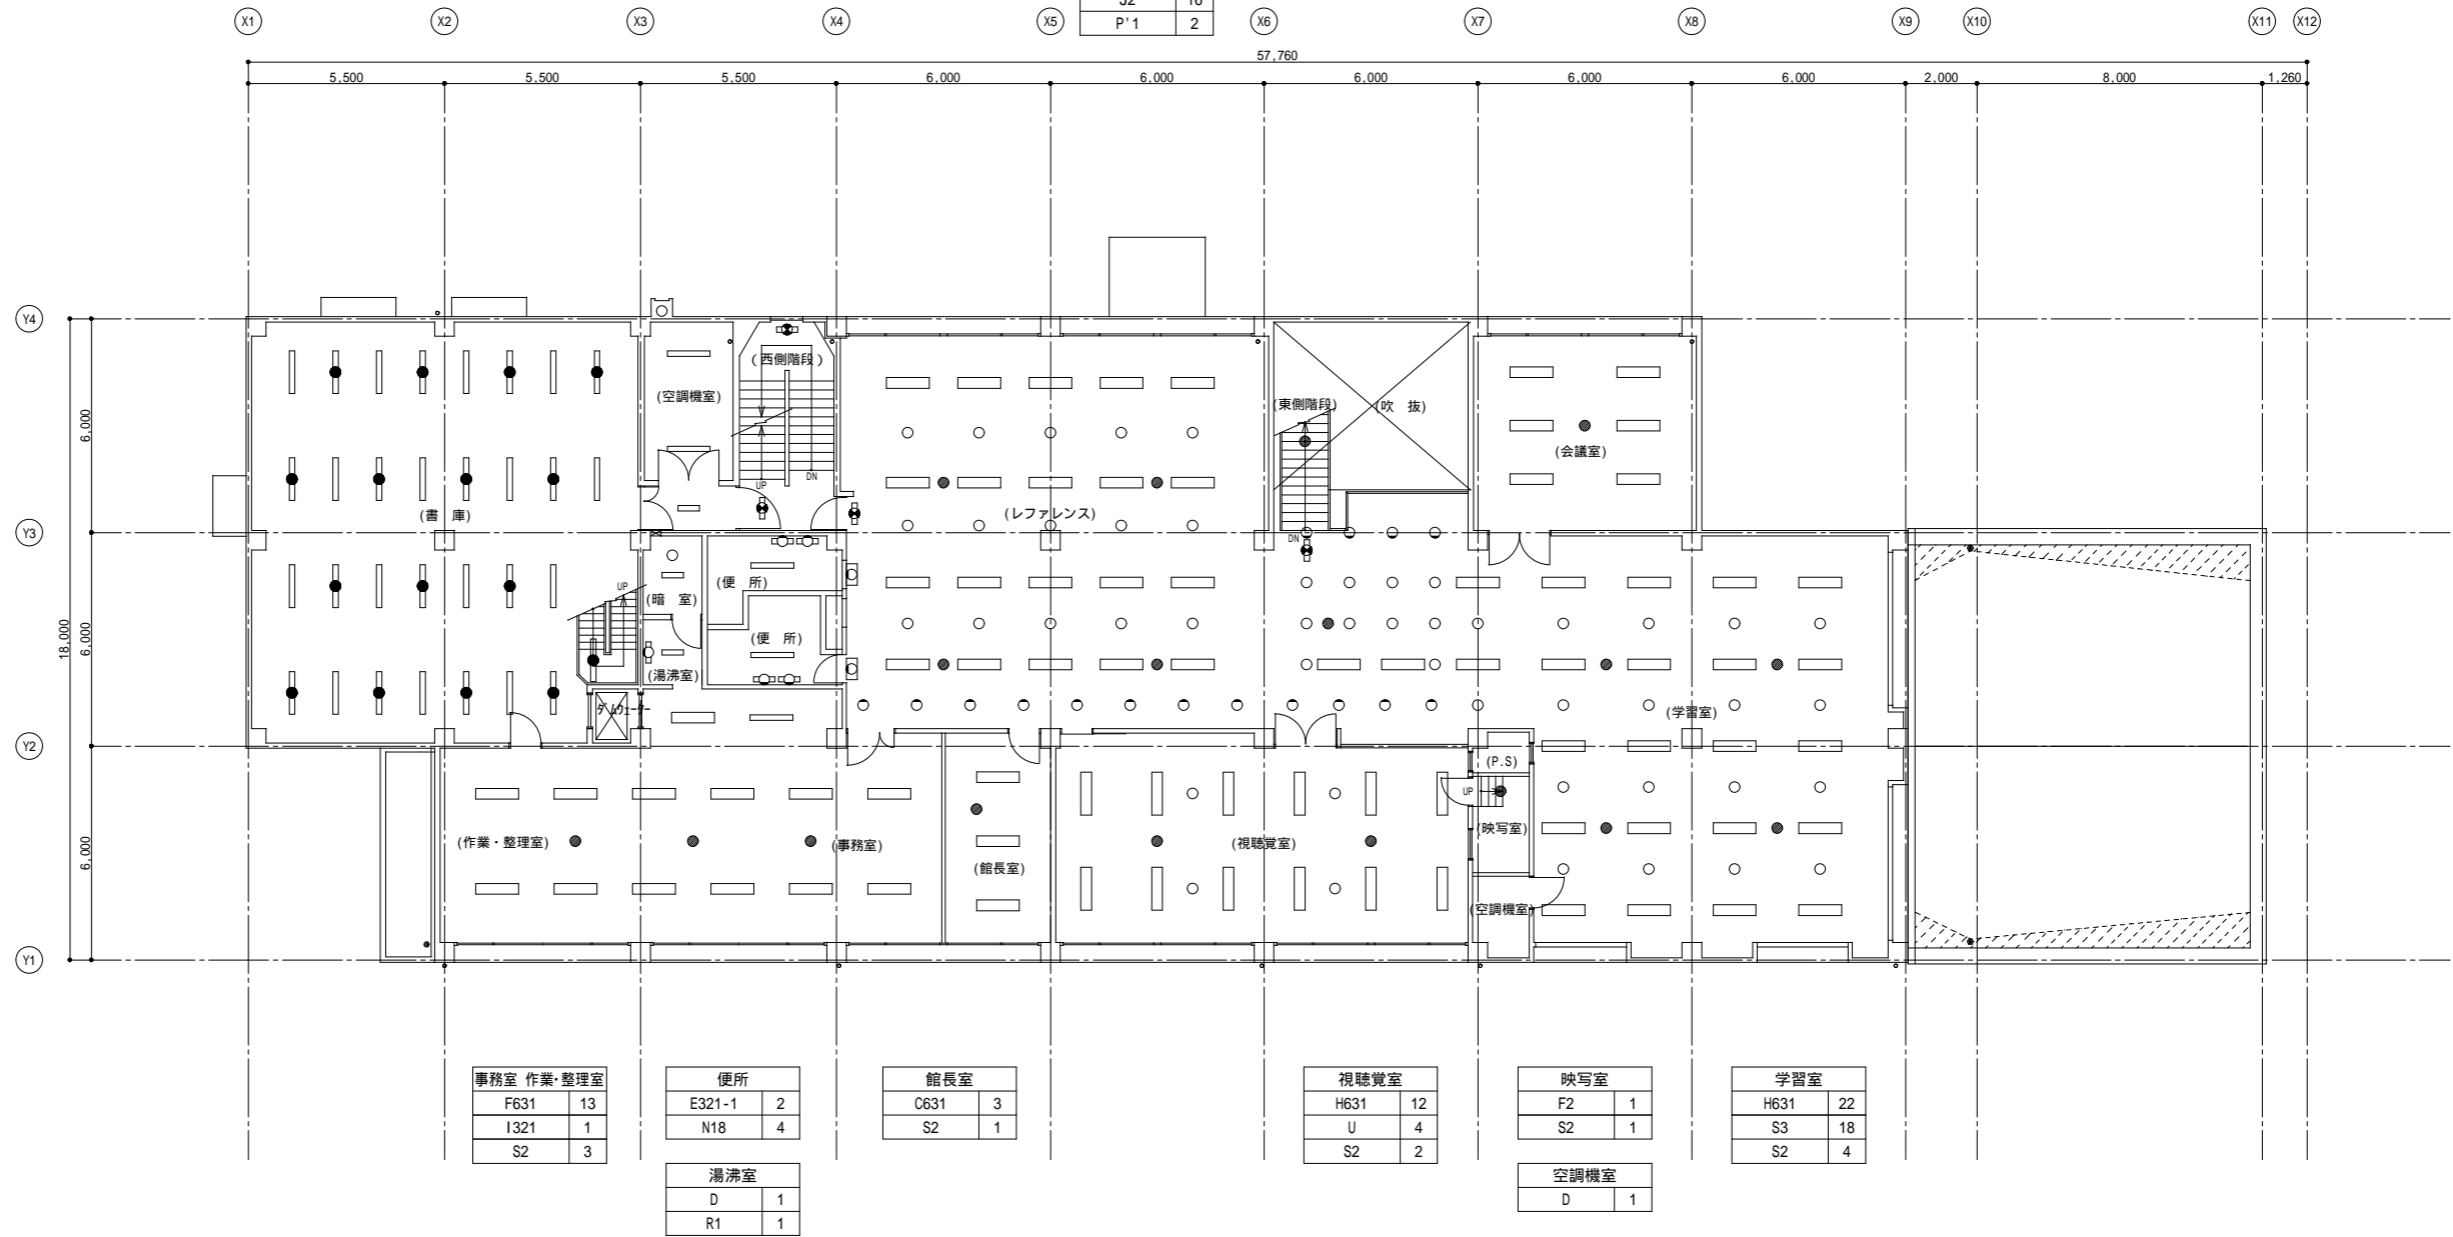 X1 X2 X3 X4 X5 X6 X7 X8 X9 X10 X11 X12
P'1 2
57,760
5,500 5,500 5,500 6,000 6,000 6,000 6,000 6,000 2,000 8,000 1,260
Y4
Y3
Y2
Y1
18,000
6,000
6,000
6,000
(西側階段)
(空調機室)
(東側階段)
(吹 抜)
(会議室)
UP
DN
(書 庫)
(レファレンス)
DN
(便 所)
UP
(暗 室)
(便 所)
(湯沸室)
ダムウェーター
(学習室)
(P.S)
UP
(映写室)
(作業・整理室)
(事務室)
(視聴覚室)
(館長室)
(空調機室)
事務室 作業・整理室
F631 13
I321 1
S2 3
便所
E321-1 2
N18 4
湯沸室
D 1
R1 1
館長室
C631 3
S2 1
視聴覚室
H631 12
U 4
S2 2
映写室
F2 1
S2 1
空調機室
D 1
学習室
H631 22
S3 18
S2 4